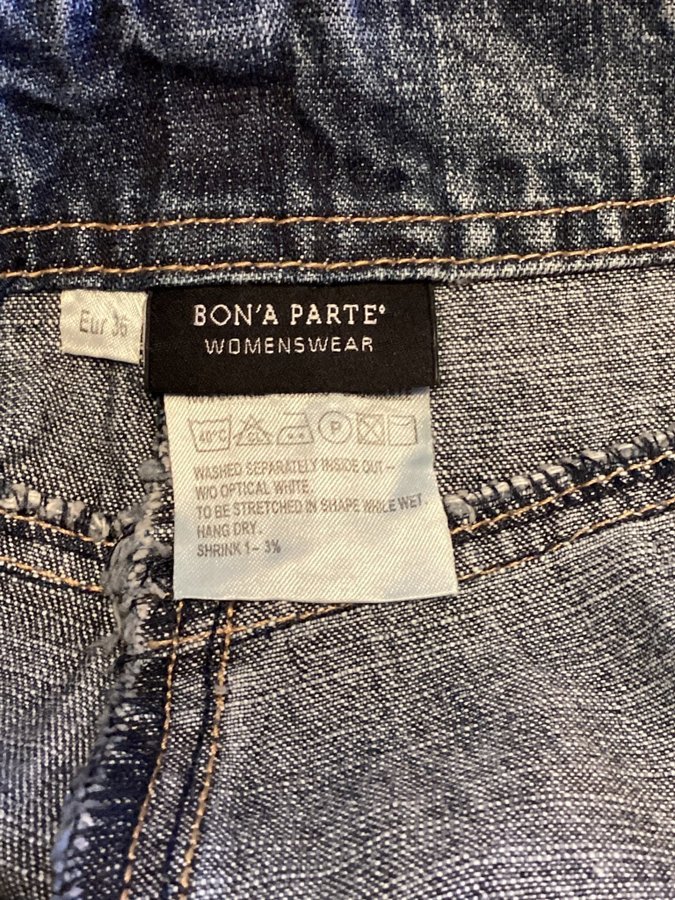 Eur 36
BON'A PARTE®
WOMENSWEAR
40°C
WASHED SEPARATELY INSIDE OUT –
W/O OPTICAL WHITE.
TO BE STRETCHED IN SHAPE WHILE WET.
HANG DRY.
SHRINK 1 – 3%